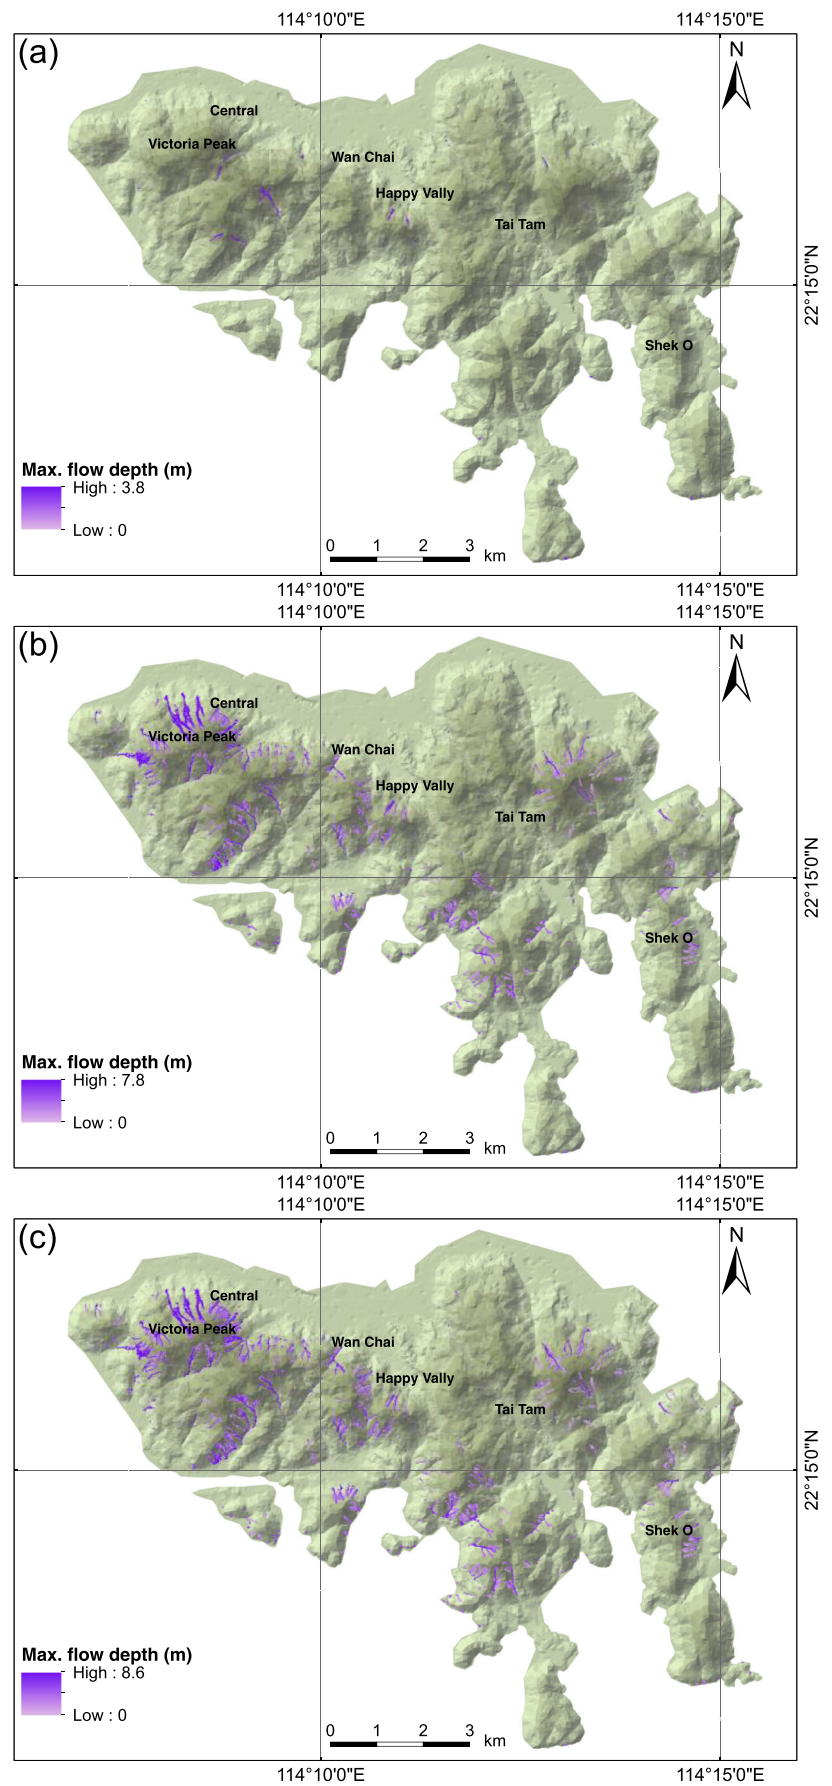 114°10'0"E 114°15'0"E
(a)
N
Central
Victoria Peak
Wan Chai
Happy Vally
Tai Tam
22°15'0"N
Shek O
Max. flow depth (m)
High : 3.8
Low : 0
0 1 2 3 km
114°10'0"E 114°15'0"E
114°10'0"E 114°15'0"E
(b)
N
Central
Victoria Peak
Wan Chai
Happy Vally
Tai Tam
22°15'0"N
Shek O
Max. flow depth (m)
High : 7.8
Low : 0
0 1 2 3 km
114°10'0"E 114°15'0"E
114°10'0"E 114°15'0"E
(c)
N
Central
Victoria Peak
Wan Chai
Happy Vally
Tai Tam
22°15'0"N
Shek O
Max. flow depth (m)
High : 8.6
Low : 0
0 1 2 3 km
114°10'0"E 114°15'0"E